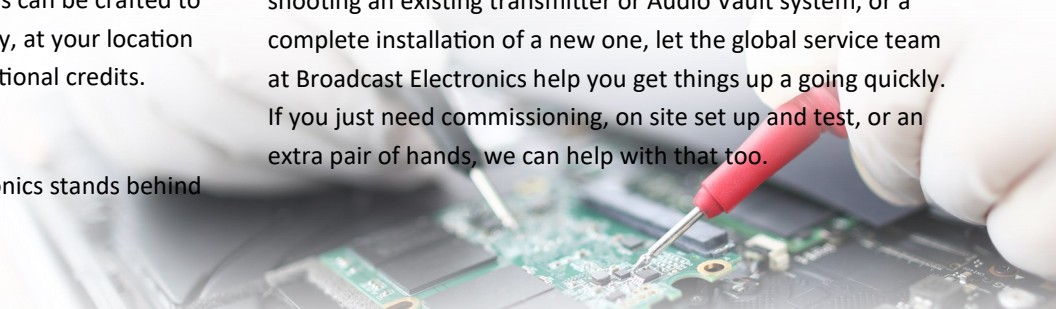 s can be crafted to
y, at your location
tional credits.
onics stands behind
shooting an existing transmitter or Audio Vault system, or a
complete installation of a new one, let the global service team
at Broadcast Electronics help you get things up a going quickly.
If you just need commissioning, on site set up and test, or an
extra pair of hands, we can help with that too.